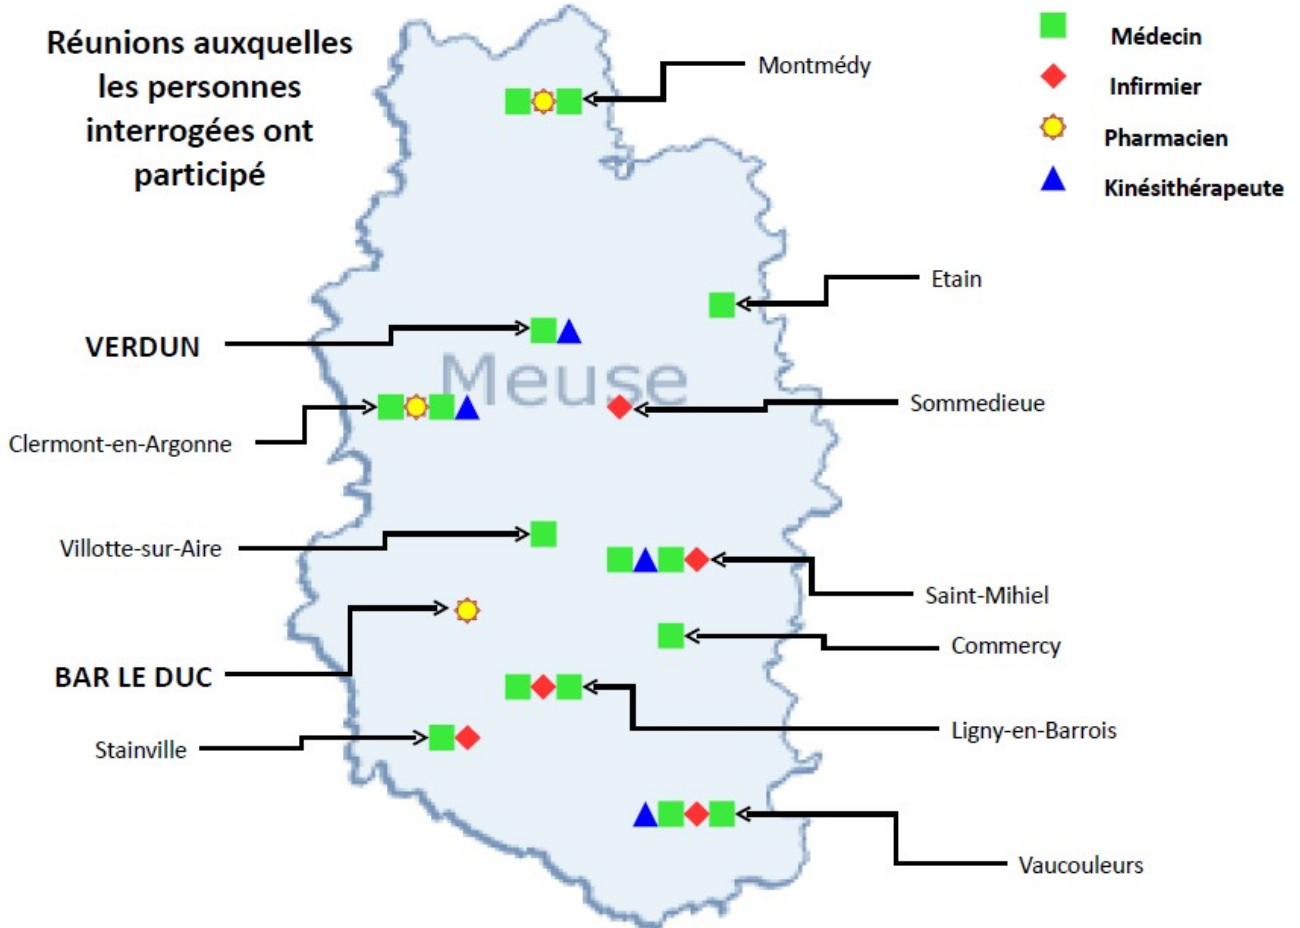 Réunions auxquelles
les personnes
interrogées ont
participé
Médecin
Infirmier
Pharmacien
Kinésithérapeute
Montmédy
Etain
VERDUN
Meuse
Sommedieue
Clermont-en-Argonne
Villotte-sur-Aire
Saint-Mihiel
Commercy
BAR LE DUC
Ligny-en-Barrois
Stainville
Vaucouleurs